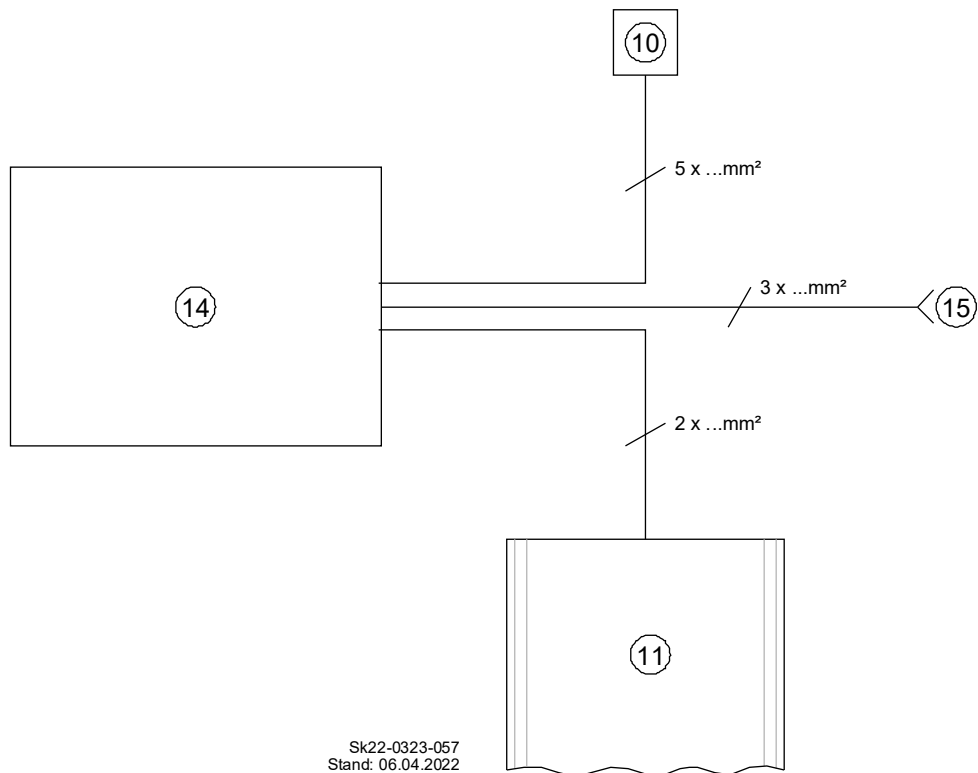 10
5 x ...mm²
3 x ...mm²
14
15
2 x ...mm²
11
Sk22-0323-057
Stand: 06.04.2022